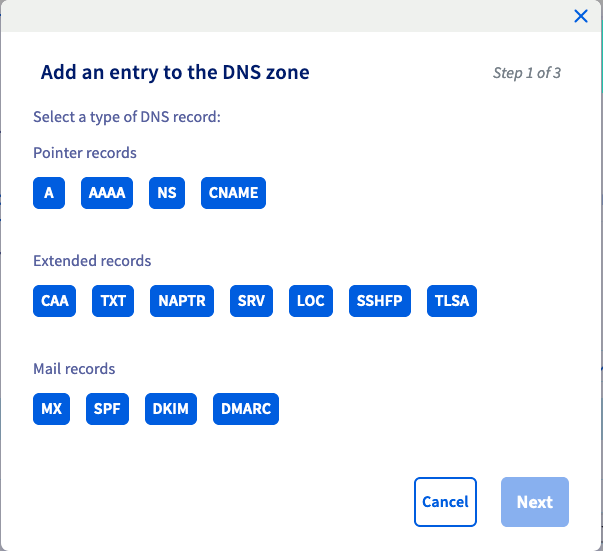 Add an entry to the DNS zone Step 1 of 3
Select a type of DNS record:
Pointer records
A AAAA NS CNAME
Extended records
CAA TXT NAPTR SRV LOC SSHFP TLSA
Mail records
MX SPF DKIM DMARC
Cancel Next